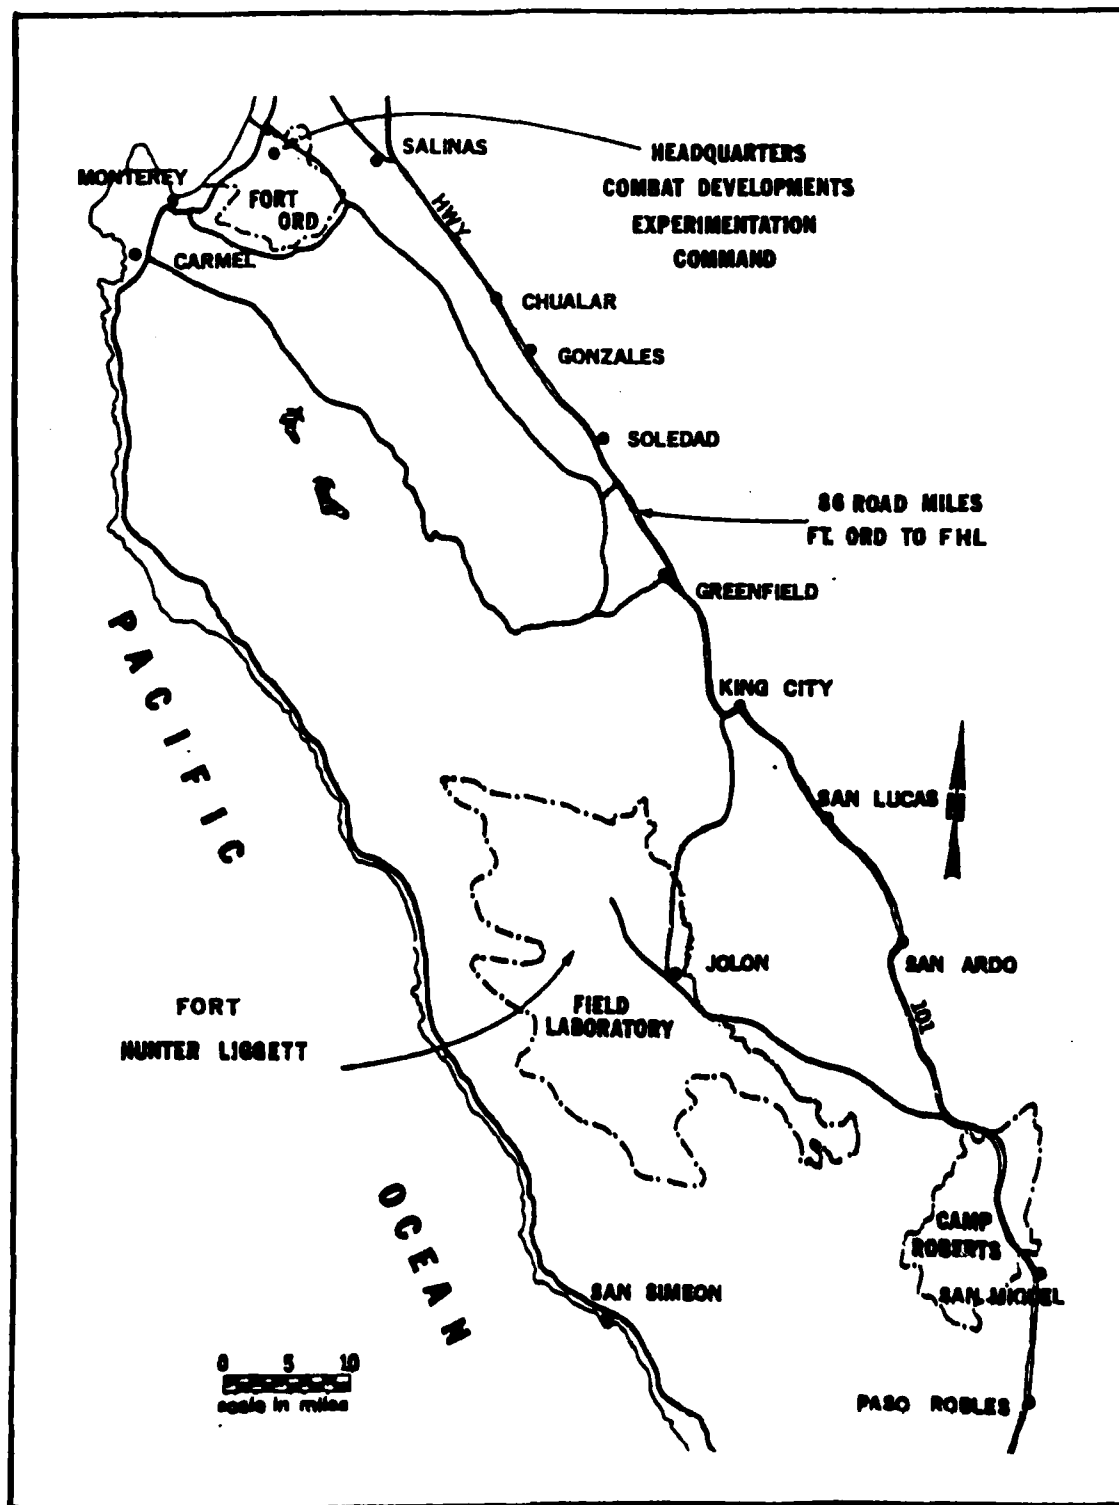 SALINAS
HEADQUARTERS
COMBAT DEVELOPMENTS
EXPERIMENTATION
COMMAND
MONTEREY
FORT
ORD
HWY.
CARMEL
CHUALAR
GONZALES
SOLEDAD
86 ROAD MILES
FT. ORD TO FHL
GREENFIELD
PACIFIC
KING CITY
SAN LUCAS
JOLON
SAN ARDO
FORT
HUNTER LIGGETT
FIELD
LABORATORY
101
OCEAN
CAMP
ROBERTS
SAN SIMEON
SAN MIGUEL
0 5 10
scale in miles
PASO ROBLES